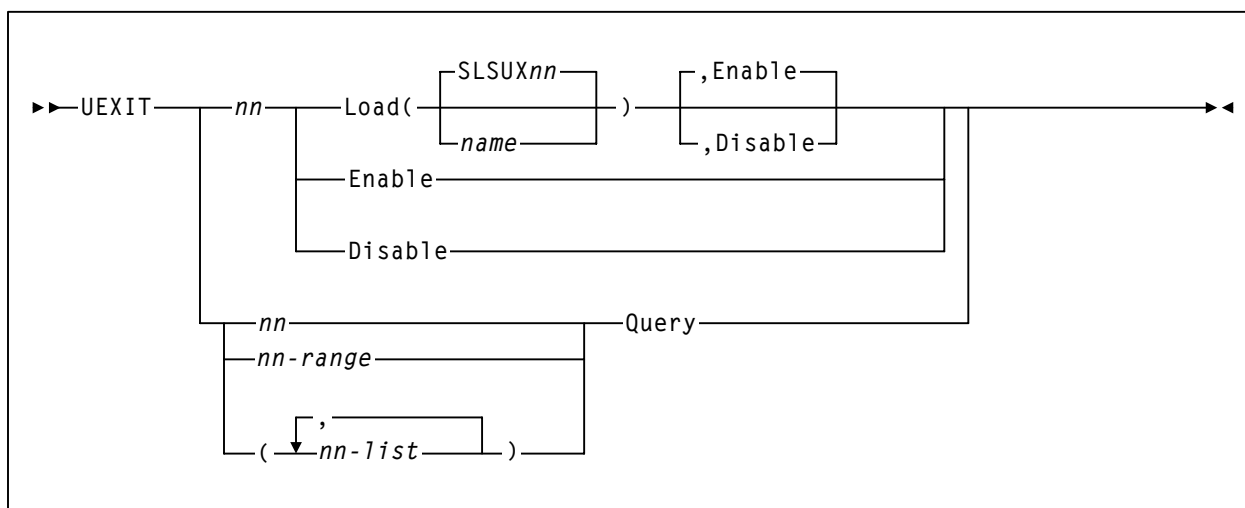 SLSUXnn ,Enable
UEXIT nn Load( )
name ,Disable
Enable
Disable
nn Query
nn-range
,
( nn-list )